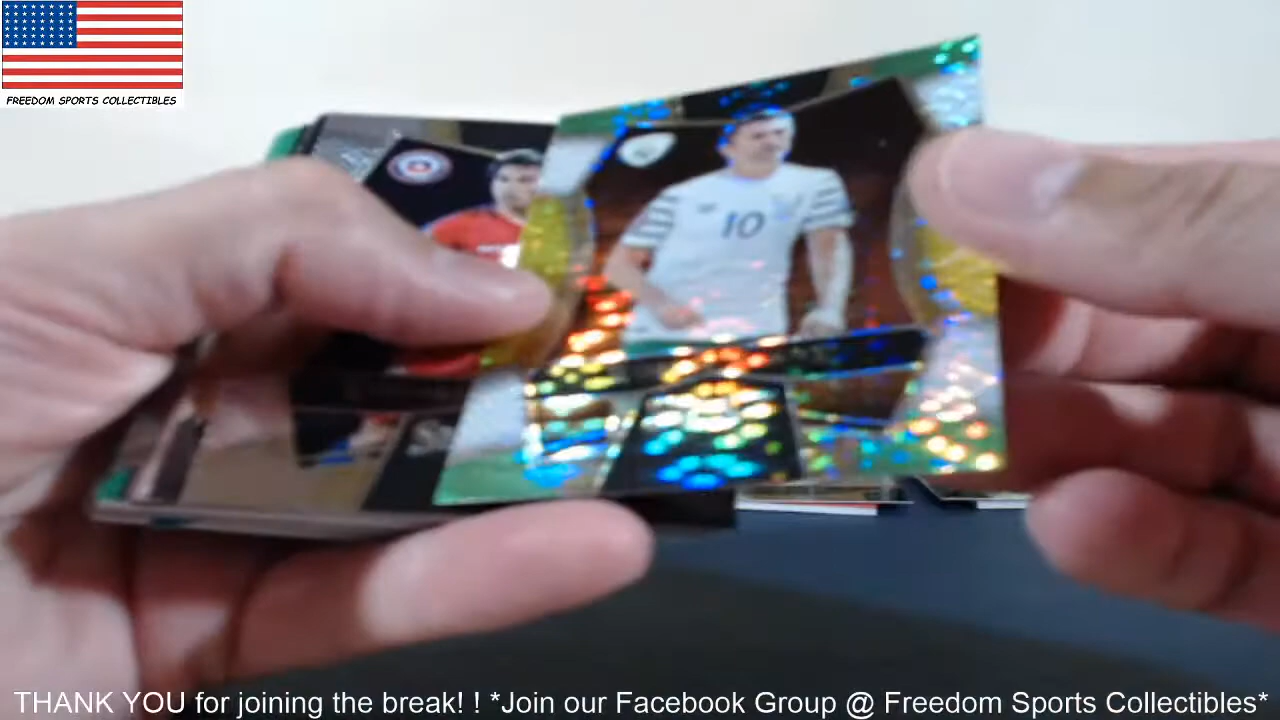 FREEDOM SPORTS COLLECTIBLES
10
THANK YOU for joining the break! ! *Join our Facebook Group @ Freedom Sports Collectibles*